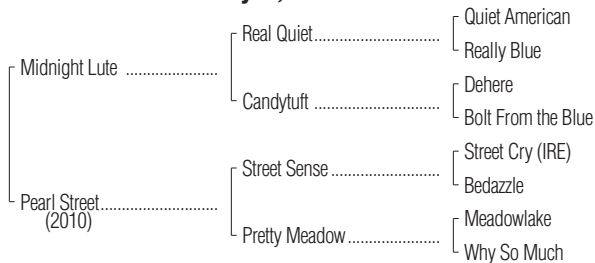 Quiet American
Real Quiet
Really Blue
Midnight Lute
Dehere
Candytuft
Bolt From the Blue
Street Cry (IRE)
Street Sense
Bedazzle
Pearl Street
(2010)
Meadowlake
Pretty Meadow
Why So Much